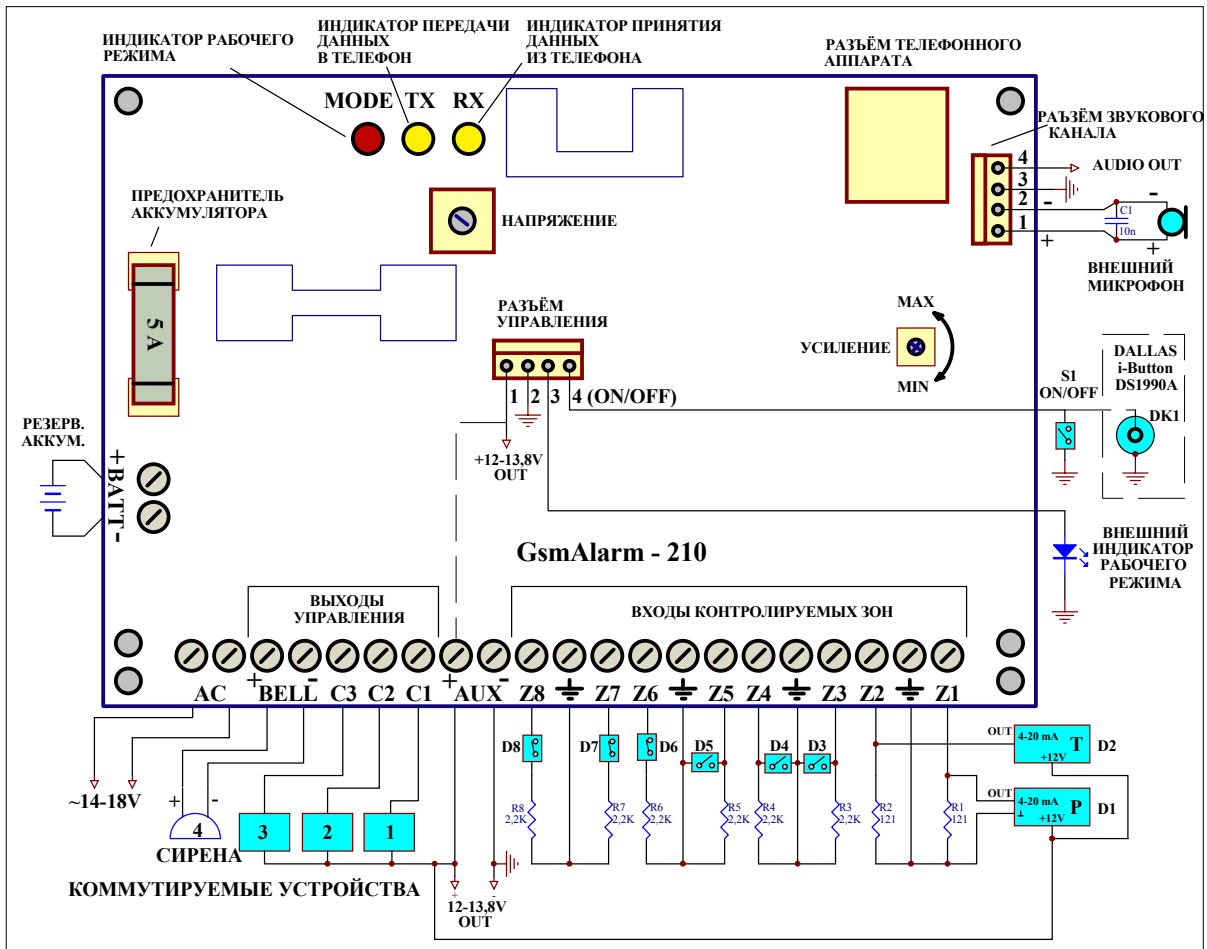 ИНДИКАТОР РАБОЧЕГО
РЕЖИМА
ИНДИКАТОР ПЕРЕДАЧИ
ДАННЫХ
В ТЕЛЕФОН
ИНДИКАТОР ПРИНЯТИЯ
ДАННЫХ
ИЗ ТЕЛЕФОНА
РАЗЪЁМ ТЕЛЕФОННОГО
АППАРАТА
MODE TX RX
РАЪЗЁМ ЗВУКОВОГО
КАНАЛА
4
3
2
1
AUDIO OUT
-
+
C1
10n
-
+
ВНЕШНИЙ
МИКРОФОН
ПРЕДОХРАНИТЕЛЬ
АККУМУЛЯТОРА
5 A
НАПРЯЖЕНИЕ
РАЗЪЁМ
УПРАВЛЕНИЯ
1 2 3 4 (ON/OFF)
+12-13,8V
OUT
MAX
УСИЛЕНИЕ
MIN
S1
ON/OFF
DALLAS
i-Button
DS1990A
DK1
РЕЗЕРВ.
АККУМ.
+BATT-
GsmAlarm - 210
ВНЕШНИЙ
ИНДИКАТОР
РАБОЧЕГО
РЕЖИМА
ВЫХОДЫ
УПРАВЛЕНИЯ
ВХОДЫ КОНТРОЛИРУЕМЫХ ЗОН
AC +BELL- C3 C2 C1 +AUX- Z8 Z7 Z6 Z5 Z4 Z3 Z2 Z1
D8 D7 D6 D5 D4 D3
OUT
4-20 mA T
+12V
D2
OUT
4-20 mA P
⊥ +12V
D1
R8
2,2K
R7
2,2K
R6
2,2K
R5
2,2K
R4
2,2K
R3
2,2K
R2
121
R1
121
~14-18V
+ -
4
СИРЕНА
3 2 1
КОММУТИРУЕМЫЕ УСТРОЙСТВА
+ -
12-13,8V
OUT